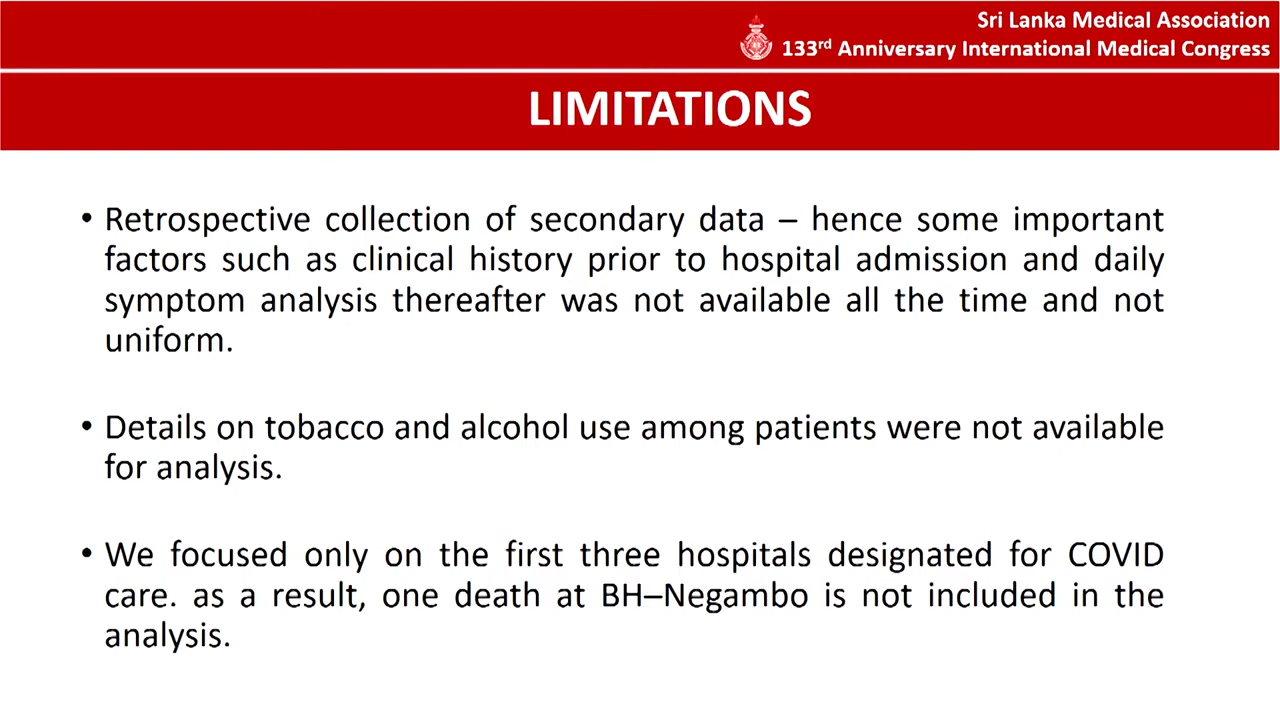 Sri Lanka Medical Association
133rd Anniversary International Medical Congress
LIMITATIONS
• Retrospective collection of secondary data – hence some important
factors such as clinical history prior to hospital admission and daily
symptom analysis thereafter was not available all the time and not
uniform.
• Details on tobacco and alcohol use among patients were not available
for analysis.
• We focused only on the first three hospitals designated for COVID
care. as a result, one death at BH–Negambo is not included in the
analysis.